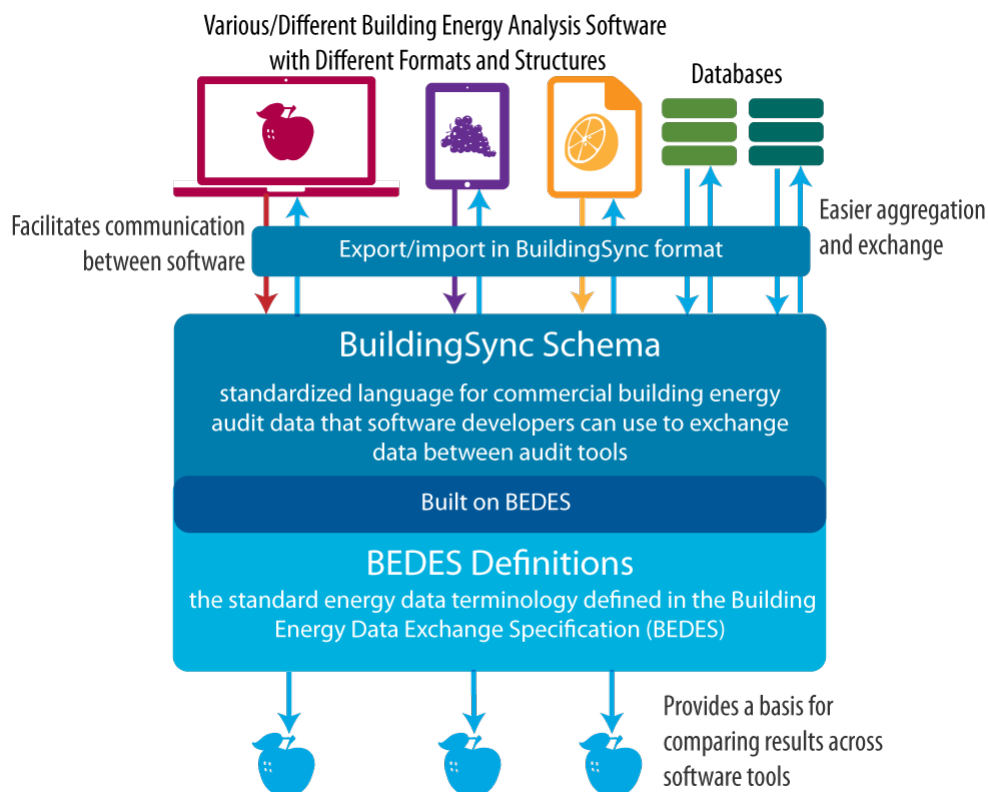 Various/Different Building Energy Analysis Software
with Different Formats and Structures
Databases
Facilitates communication
between software
Easier aggregation
and exchange
Export/import in BuildingSync format
BuildingSync Schema
standardized language for commercial building energy
audit data that software developers can use to exchange
data between audit tools
Built on BEDES
BEDES Definitions
the standard energy data terminology defined in the Building
Energy Data Exchange Specification (BEDES)
Provides a basis for
comparing results across
software tools